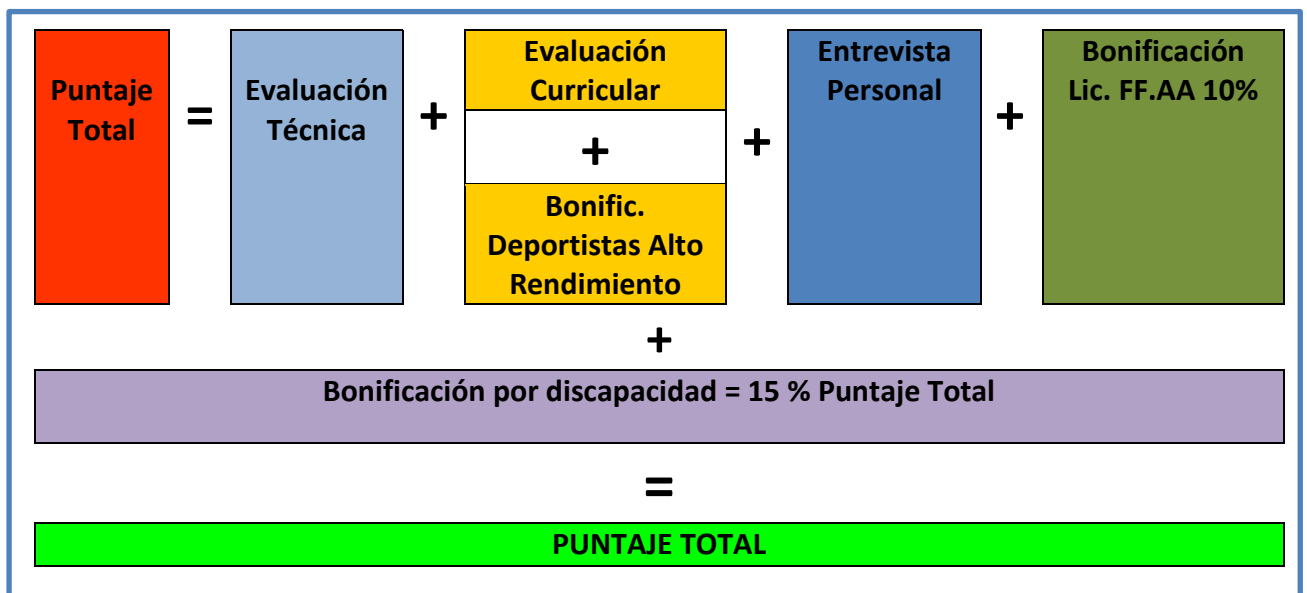 Puntaje
Total
=
Evaluación
Técnica
+
Evaluación
Curricular
+
Bonific.
Deportistas Alto
Rendimiento
+
Entrevista
Personal
+
Bonificación
Lic. FF.AA 10%
+
Bonificación por discapacidad = 15 % Puntaje Total
=
PUNTAJE TOTAL